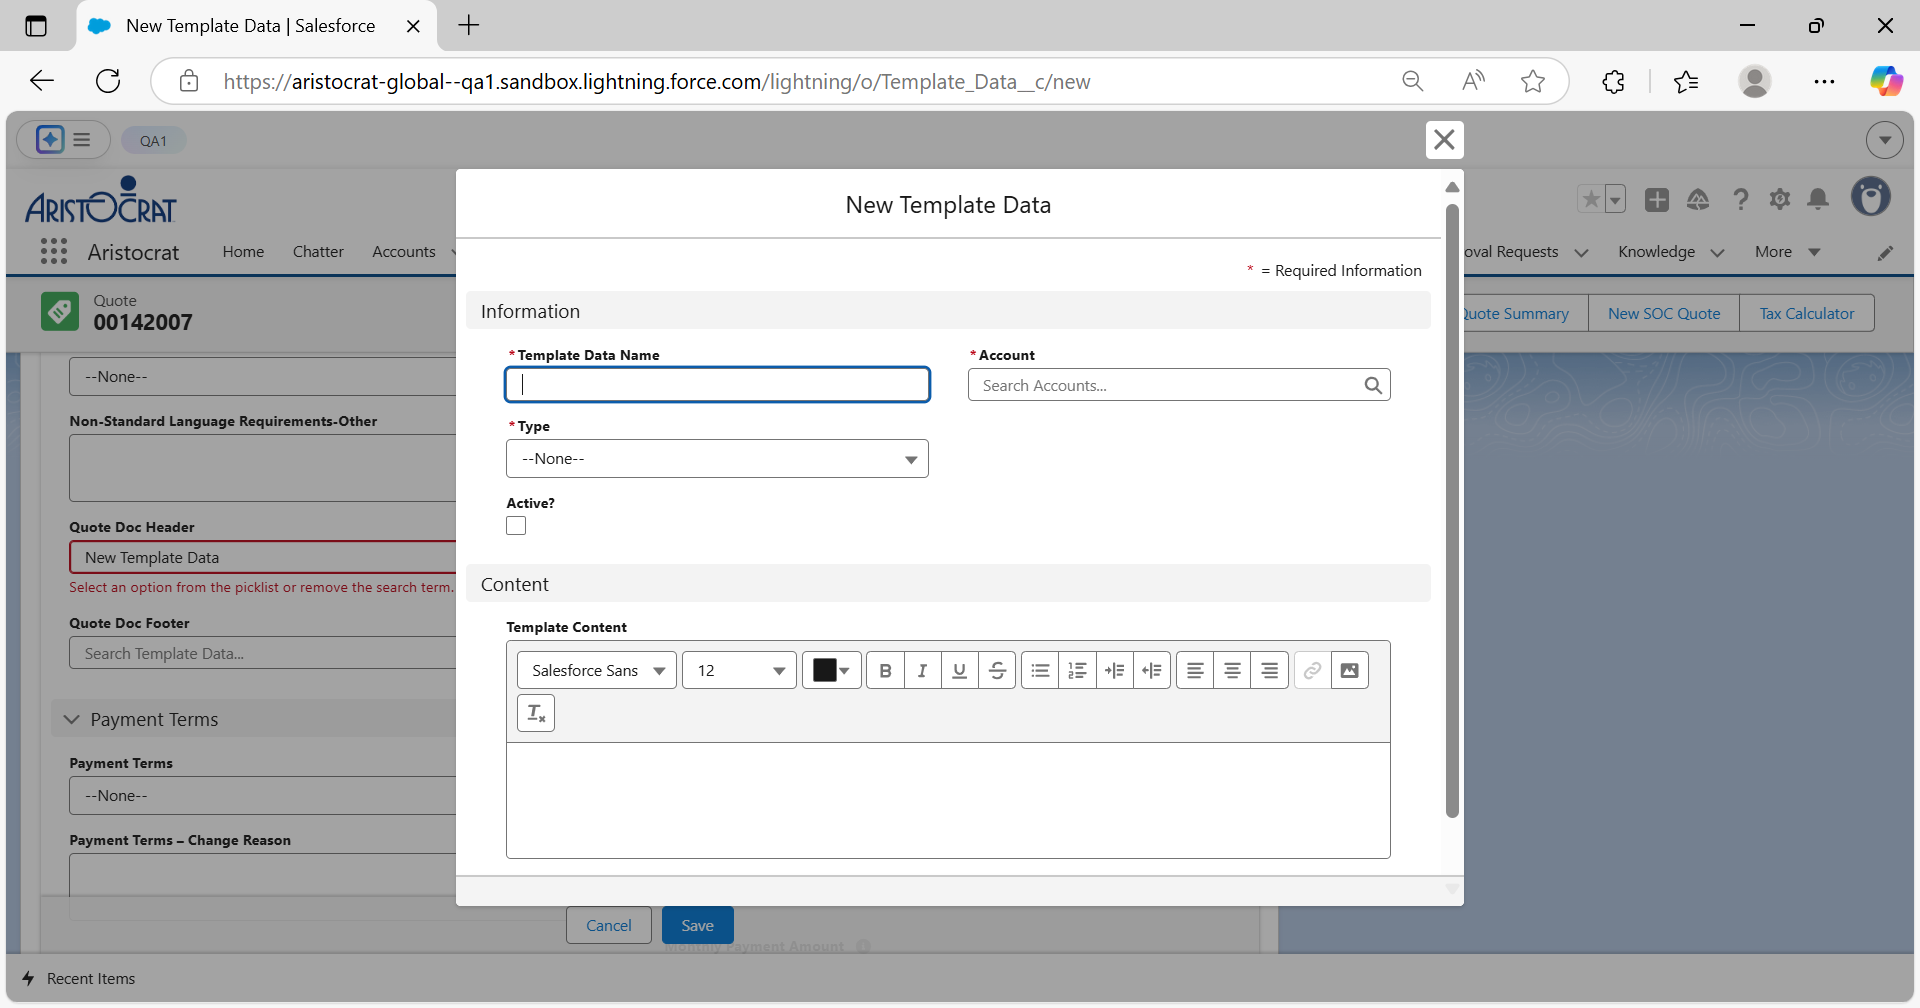 New Template Data | Salesforce
https://aristocrat-global--qa1.sandbox.lightning.force.com/lightning/o/Template_Data__c/new
QA1
ARISTOCRAT
Aristocrat
Home
Chatter
Accounts
oval Requests
Knowledge
More
Quote
00142007
Quote Summary
New SOC Quote
Tax Calculator
--None--
Non-Standard Language Requirements-Other
Quote Doc Header
New Template Data
Select an option from the picklist or remove the search term.
Quote Doc Footer
Search Template Data...
Payment Terms
Payment Terms
--None--
Payment Terms – Change Reason
New Template Data
* = Required Information
Information
*Template Data Name
*Account
Search Accounts...
*Type
--None--
Active?
Content
Template Content
Salesforce Sans
12
Cancel
Save
Monthly Payment Amount
Recent Items